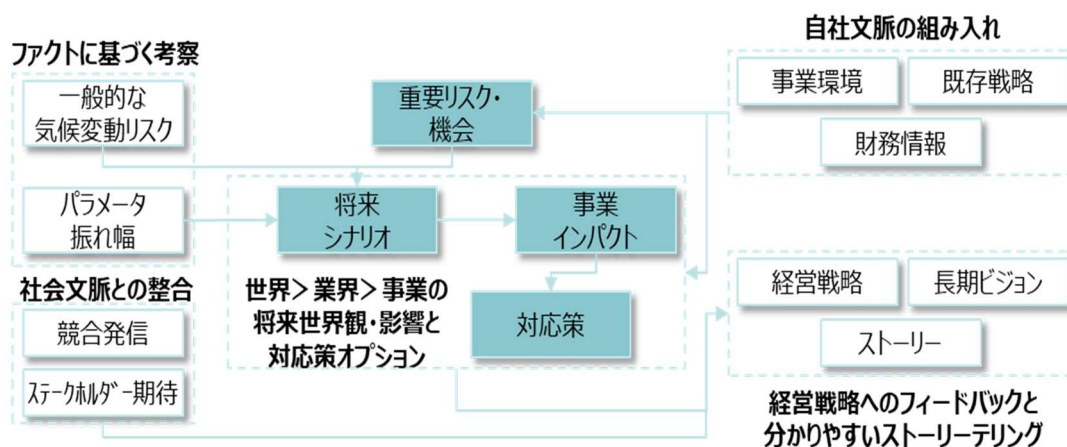 ファクトに基づく考察
一般的な
気候変動リスク
パラメータ
振れ幅
社会文脈との整合
競合発信
ステークホルダー期待
重要リスク・
機会
将来
シナリオ
事業
インパクト
対応策
世界＞業界＞事業の
将来世界観・影響と
対応策オプション
自社文脈の組み入れ
事業環境
既存戦略
財務情報
経営戦略
長期ビジョン
ストーリー
経営戦略へのフィードバックと
分かりやすいストーリーテリング